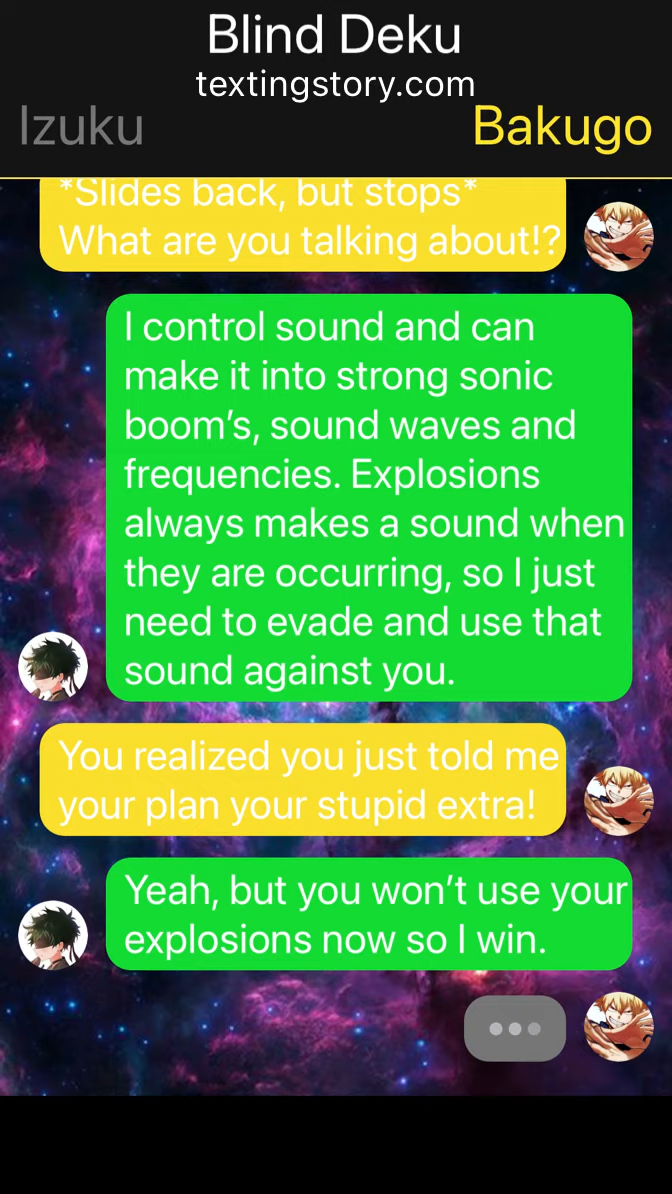 Blind Deku
textingstory.com
Izuku
Bakugo
*Slides back, but stops*
What are you talking about!?
I control sound and can
make it into strong sonic
boom’s, sound waves and
frequencies. Explosions
always makes a sound when
they are occurring, so I just
need to evade and use that
sound against you.
You realized you just told me
your plan your stupid extra!
Yeah, but you won’t use your
explosions now so I win.